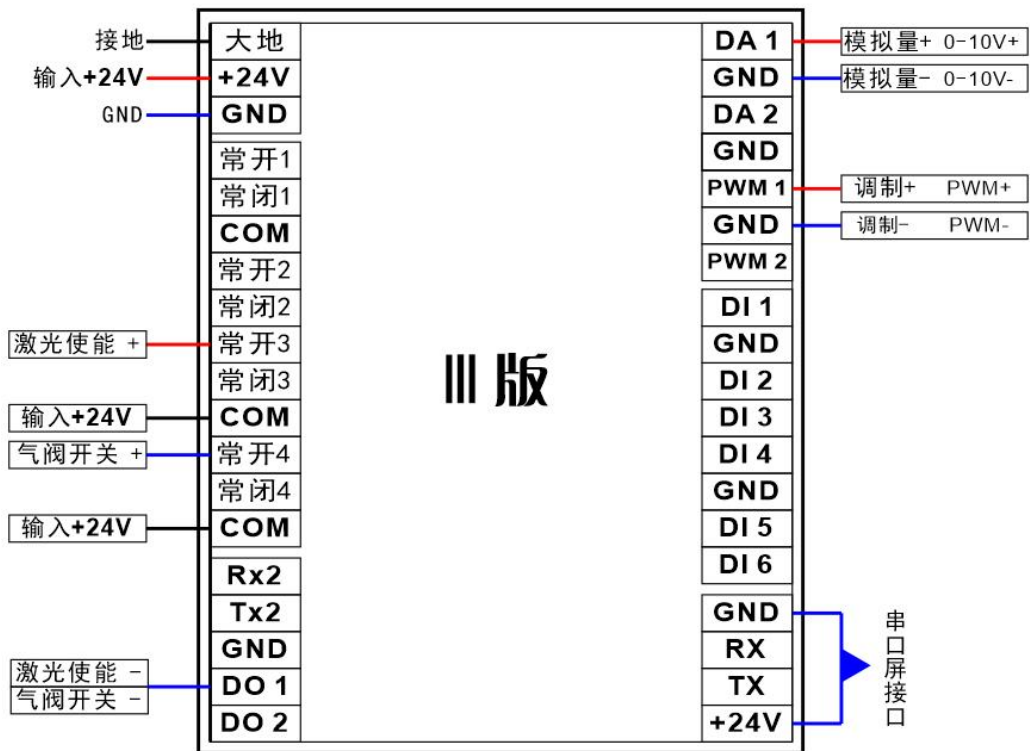 接地
输入+24V
GND
激光使能 +
输入+24V
气阀开关 +
输入+24V
激光使能 -
气阀开关 -
大地
+24V
GND
常开1
常闭1
COM
常开2
常闭2
常开3
常闭3
COM
常开4
常闭4
COM
Rx2
Tx2
GND
DO 1
DO 2
III 版
DA 1
GND
DA 2
GND
PWM 1
GND
PWM 2
DI 1
GND
DI 2
DI 3
DI 4
GND
DI 5
DI 6
GND
RX
TX
+24V
模拟量+ 0-10V+
模拟量- 0-10V-
调制+ PWM+
调制- PWM-
串口屏接口